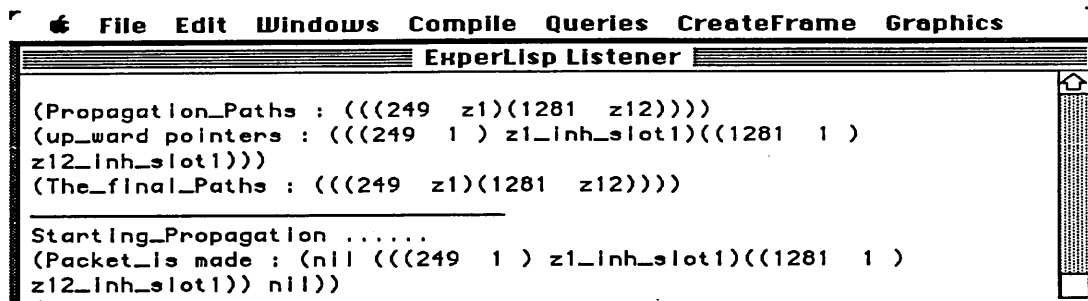 File Edit Windows Compile Queries CreateFrame Graphics
ExperLisp Listener
(Propagation_Paths : (((249 z1)(1281 z12))))
(up_ward pointers : (((249 1 ) z1_inh_slot1)((1281 1 )
z12_inh_slot1)))
(The_final_Paths : (((249 z1)(1281 z12))))
Starting_Propagation ......
(Packet_is made : (nil (((249 1 ) z1_inh_slot1)((1281 1 )
z12_inh_slot1)) nil))